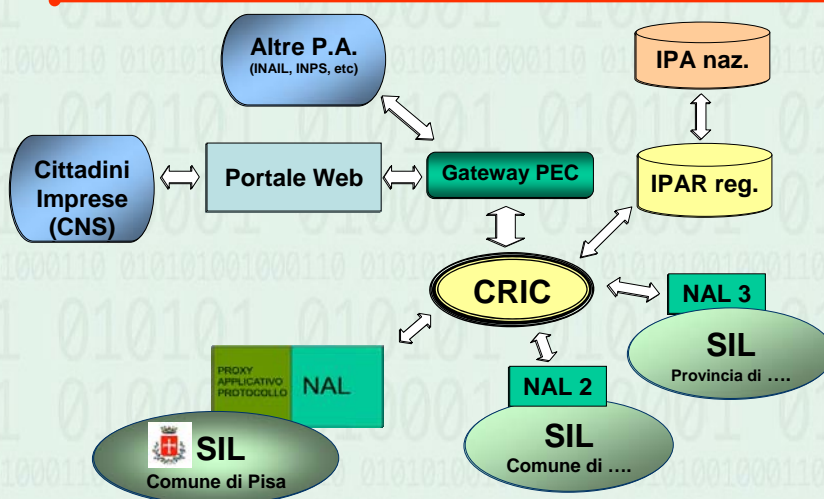 Altre P.A.
(INAIL, INPS, etc)
IPA naz.
Cittadini
Imprese
(CNS)
Portale Web
Gateway PEC
IPAR reg.
CRIC
NAL 3
SIL
Provincia di ....
PROXY
APPLICATIVO
PROTOCOLLO
NAL
NAL 2
SIL
Comune di Pisa
SIL
Comune di ....